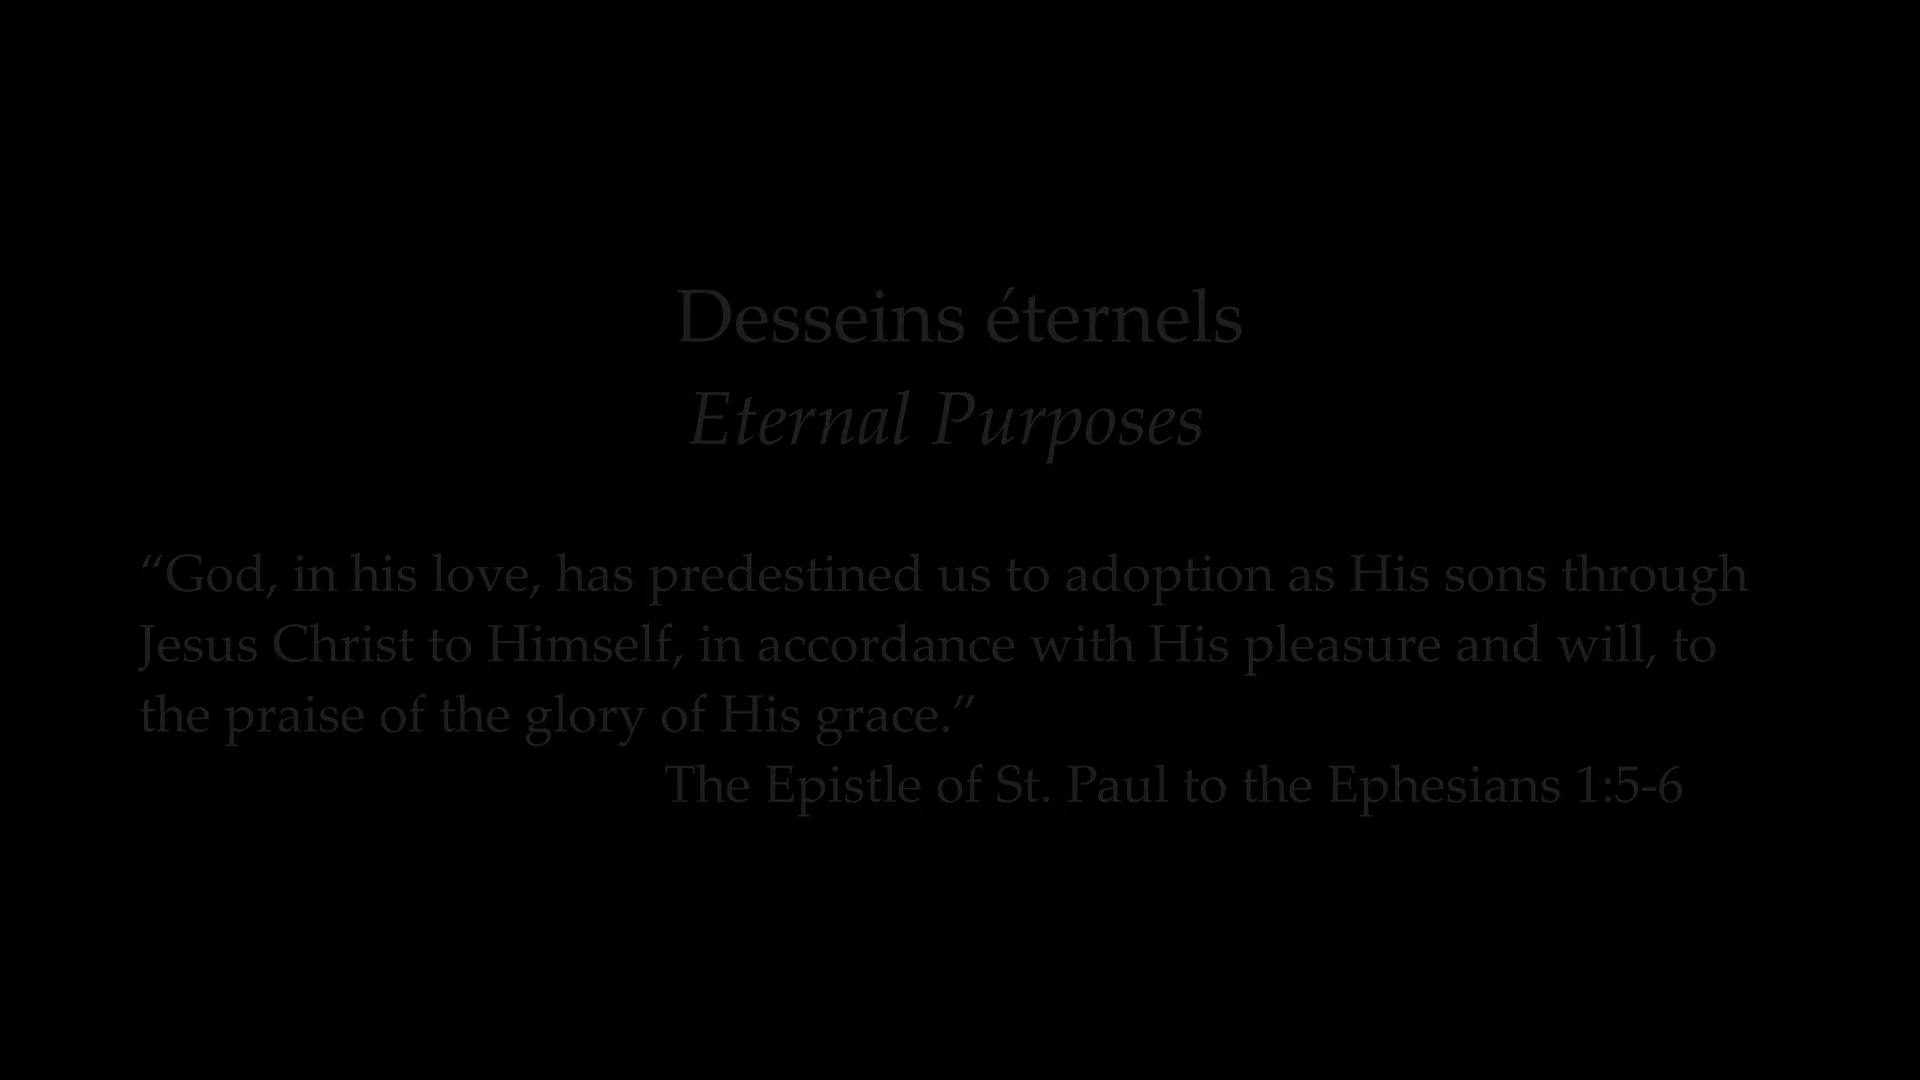 Desseins éternels
Eternal Purposes
“God, in his love, has predestined us to adoption as His sons through
Jesus Christ to Himself, in accordance with His pleasure and will, to
the praise of the glory of His grace.”
The Epistle of St. Paul to the Ephesians 1:5-6